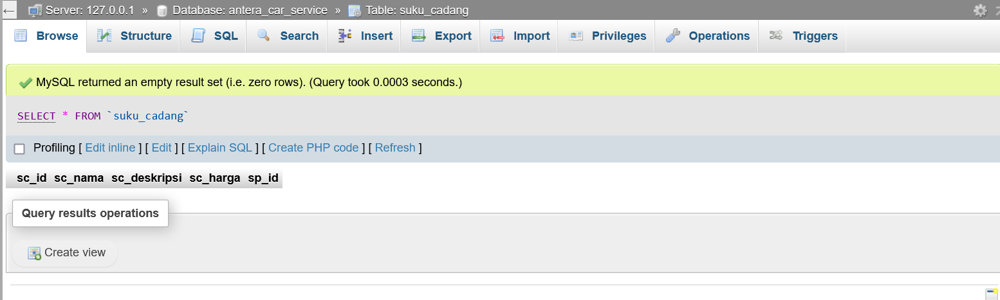 Server: 127.0.0.1 » Database: antera_car_service » Table: suku_cadang
Browse Structure SQL Search Insert Export Import Privileges Operations Triggers
MySQL returned an empty result set (i.e. zero rows). (Query took 0.0003 seconds.)
SELECT * FROM `suku_cadang`
Profiling [ Edit inline ] [ Edit ] [ Explain SQL ] [ Create PHP code ] [ Refresh ]
sc_id sc_nama sc_deskripsi sc_harga sp_id
Query results operations
Create view